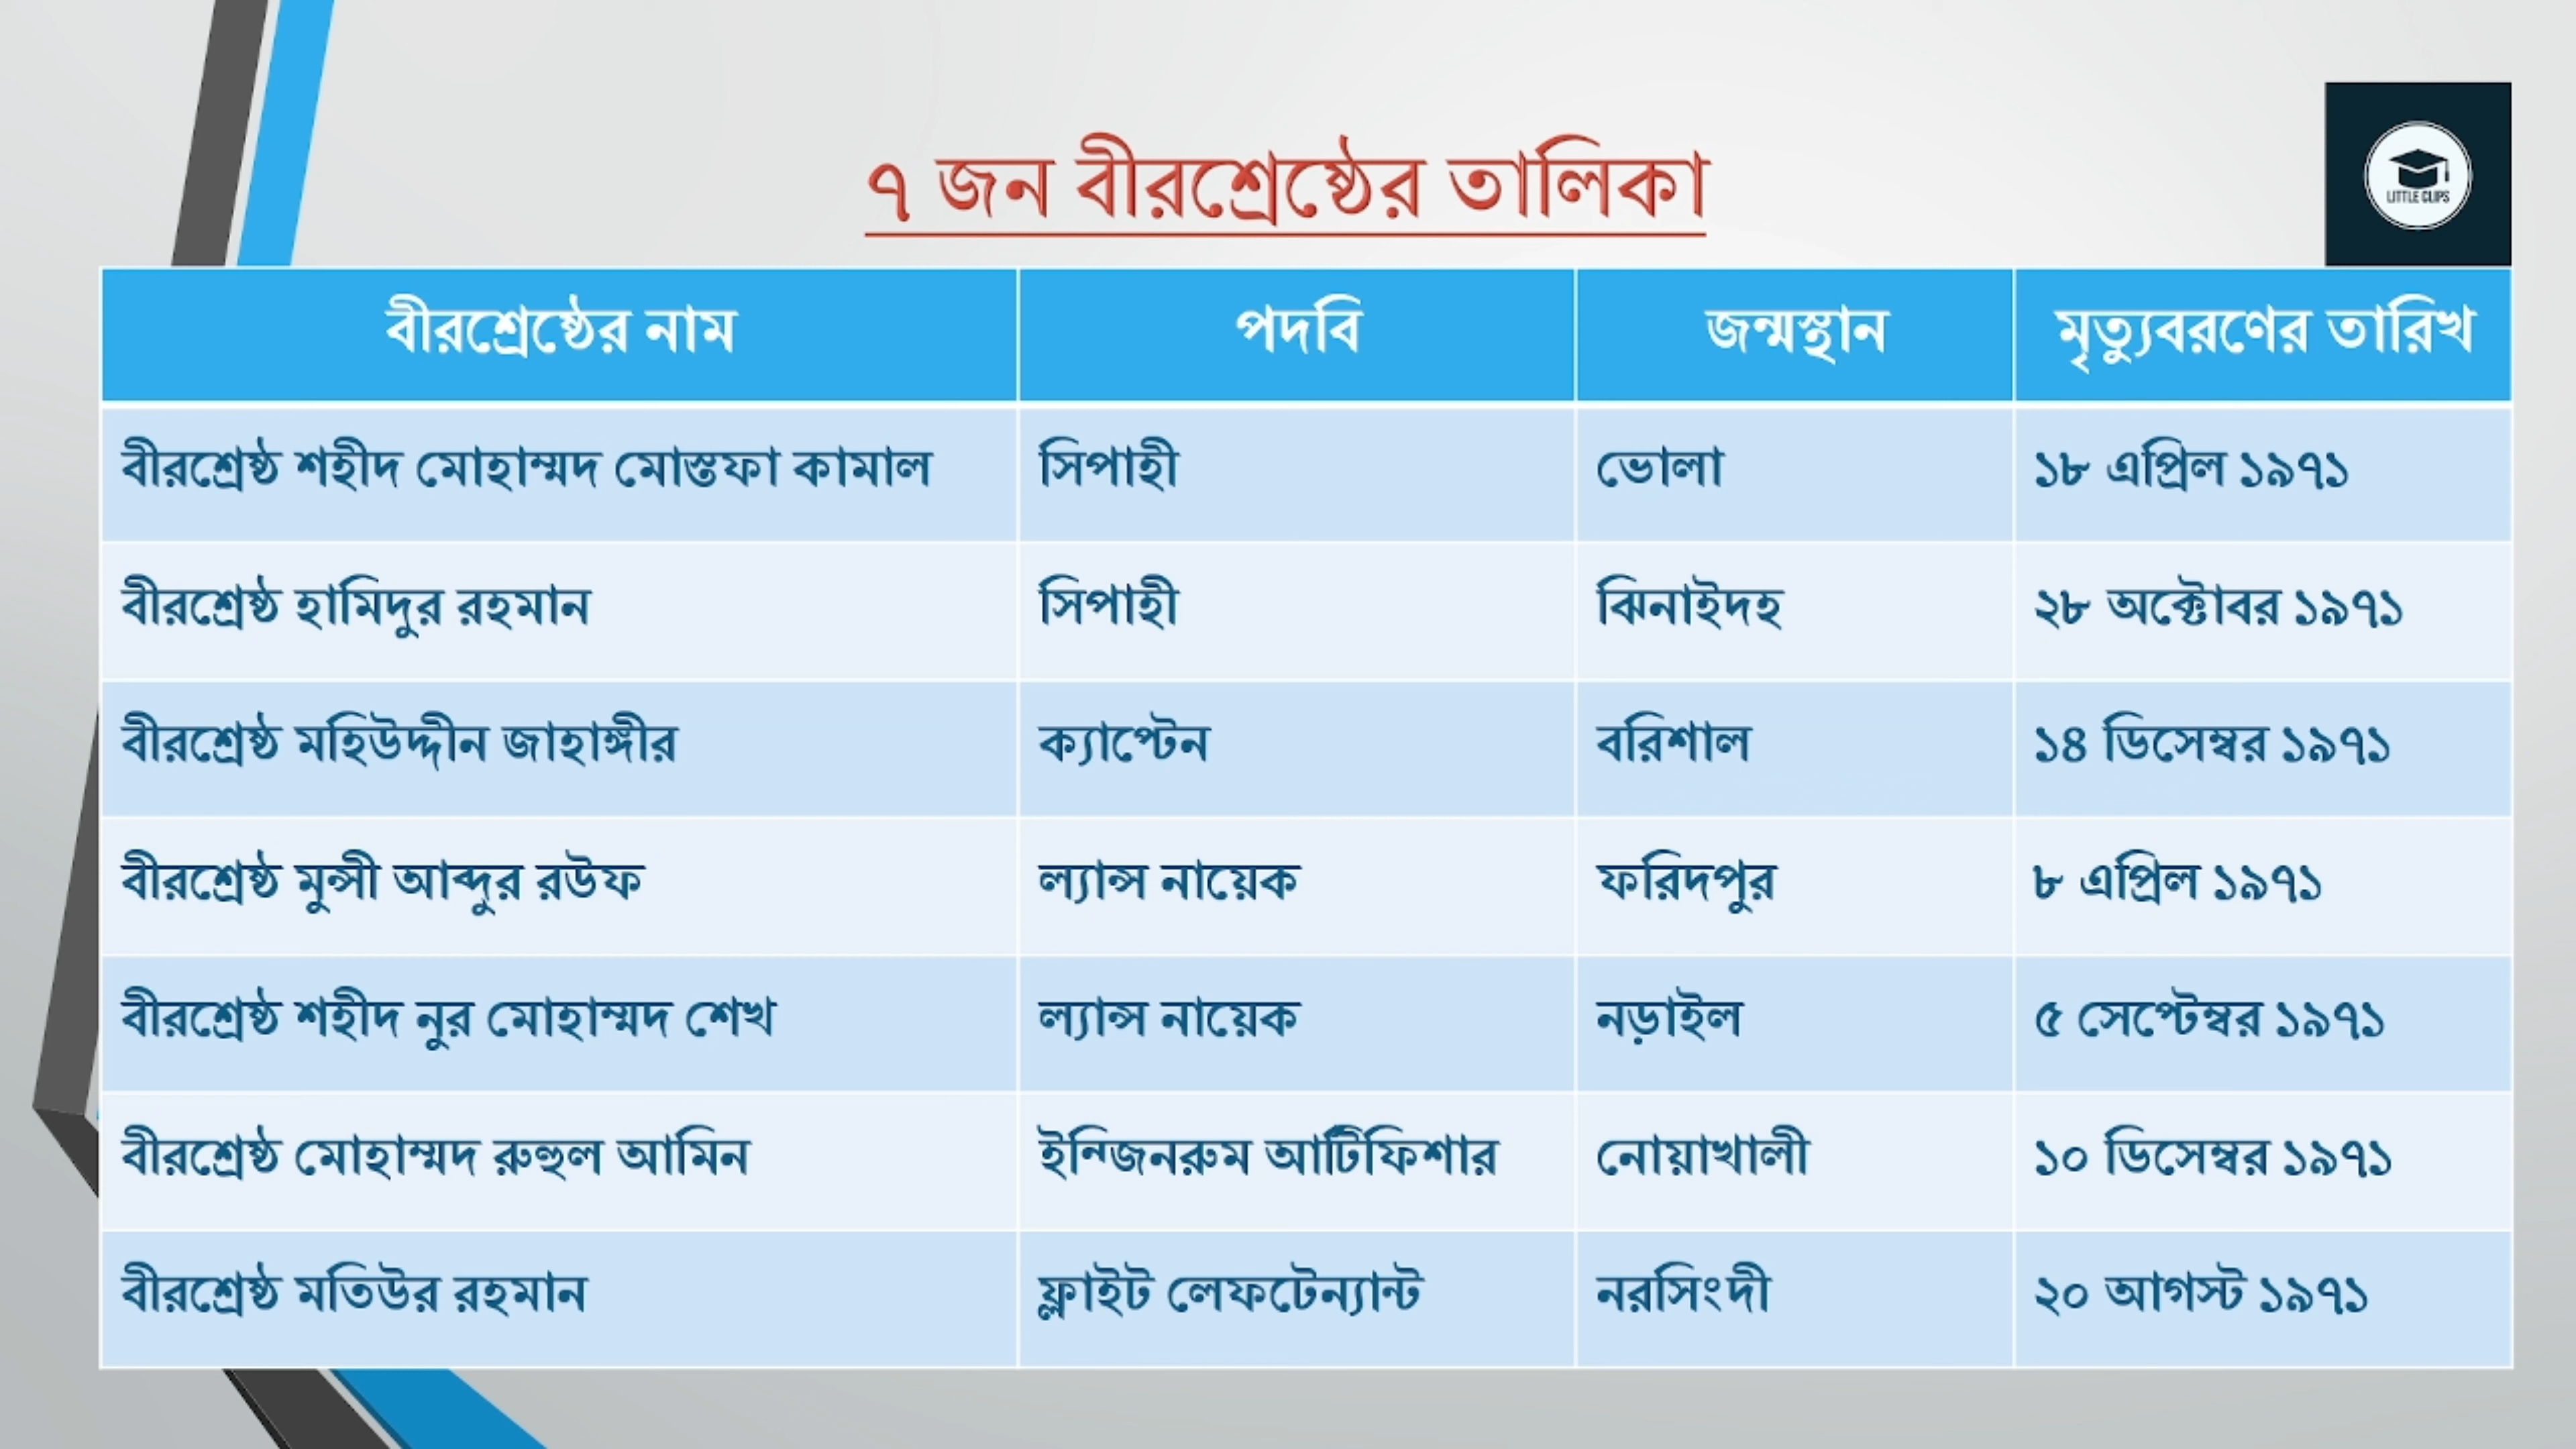 ৭ জন বীরশ্রেষ্ঠের তালিকা
LITTLE CLIPS
বীরশ্রেষ্ঠের নাম পদবি জন্মস্থান মৃত্যুবরণের তারিখ
বীরশ্রেষ্ঠ শহীদ মোহাম্মদ মোস্তফা কামাল সিপাহী ভোলা ১৮ এপ্রিল ১৯৭১
বীরশ্রেষ্ঠ হামিদুর রহমান সিপাহী ঝিনাইদহ ২৮ অক্টোবর ১৯৭১
বীরশ্রেষ্ঠ মহিউদ্দীন জাহাঙ্গীর ক্যাপ্টেন বরিশাল ১৪ ডিসেম্বর ১৯৭১
বীরশ্রেষ্ঠ মুন্সী আব্দুর রউফ ল্যান্স নায়েক ফরিদপুর ৮ এপ্রিল ১৯৭১
বীরশ্রেষ্ঠ শহীদ নুর মোহাম্মদ শেখ ল্যান্স নায়েক নড়াইল ৫ সেপ্টেম্বর ১৯৭১
বীরশ্রেষ্ঠ মোহাম্মদ রুহুল আমিন ইন্জিনরুম আর্টিফিশার নোয়াখালী ১০ ডিসেম্বর ১৯৭১
বীরশ্রেষ্ঠ মতিউর রহমান ফ্লাইট লেফটেন্যান্ট নরসিংদী ২০ আগস্ট ১৯৭১